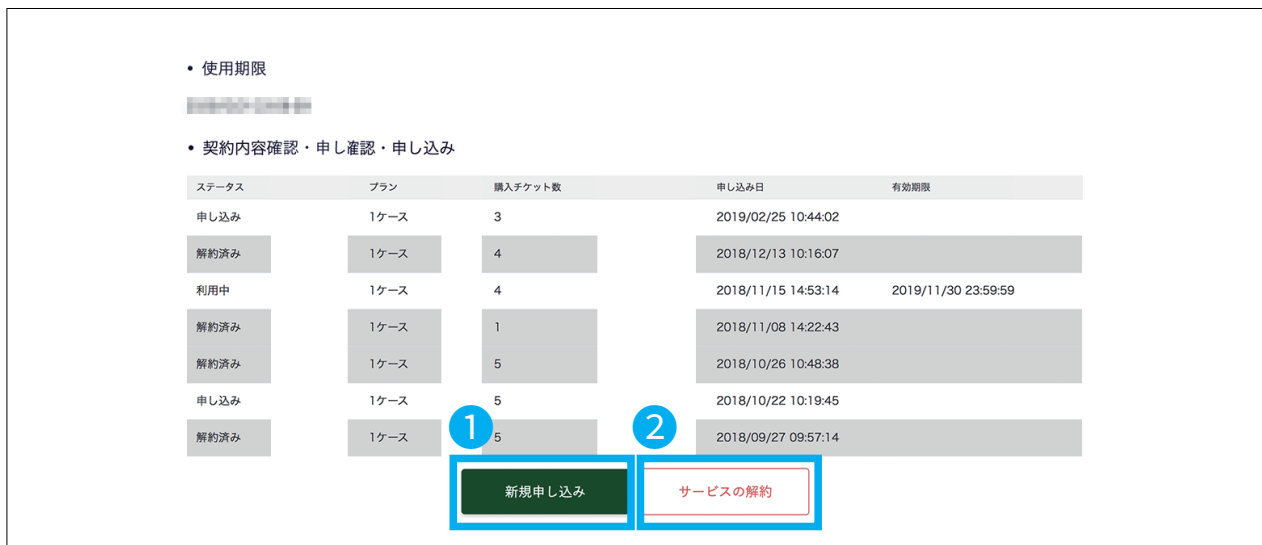 • 使用期限
• 契約内容確認・申し確認・申し込み
ステータス プラン 購入チケット数 申し込み日 有効期限
申し込み 1ケース 3 2019/02/25 10:44:02
解約済み 1ケース 4 2018/12/13 10:16:07
利用中 1ケース 4 2018/11/15 14:53:14 2019/11/30 23:59:59
解約済み 1ケース 1 2018/11/08 14:22:43
解約済み 1ケース 5 2018/10/26 10:48:38
申し込み 1ケース 5 2018/10/22 10:19:45
解約済み 1ケース 5 2018/09/27 09:57:14
1 2
新規申し込み サービスの解約